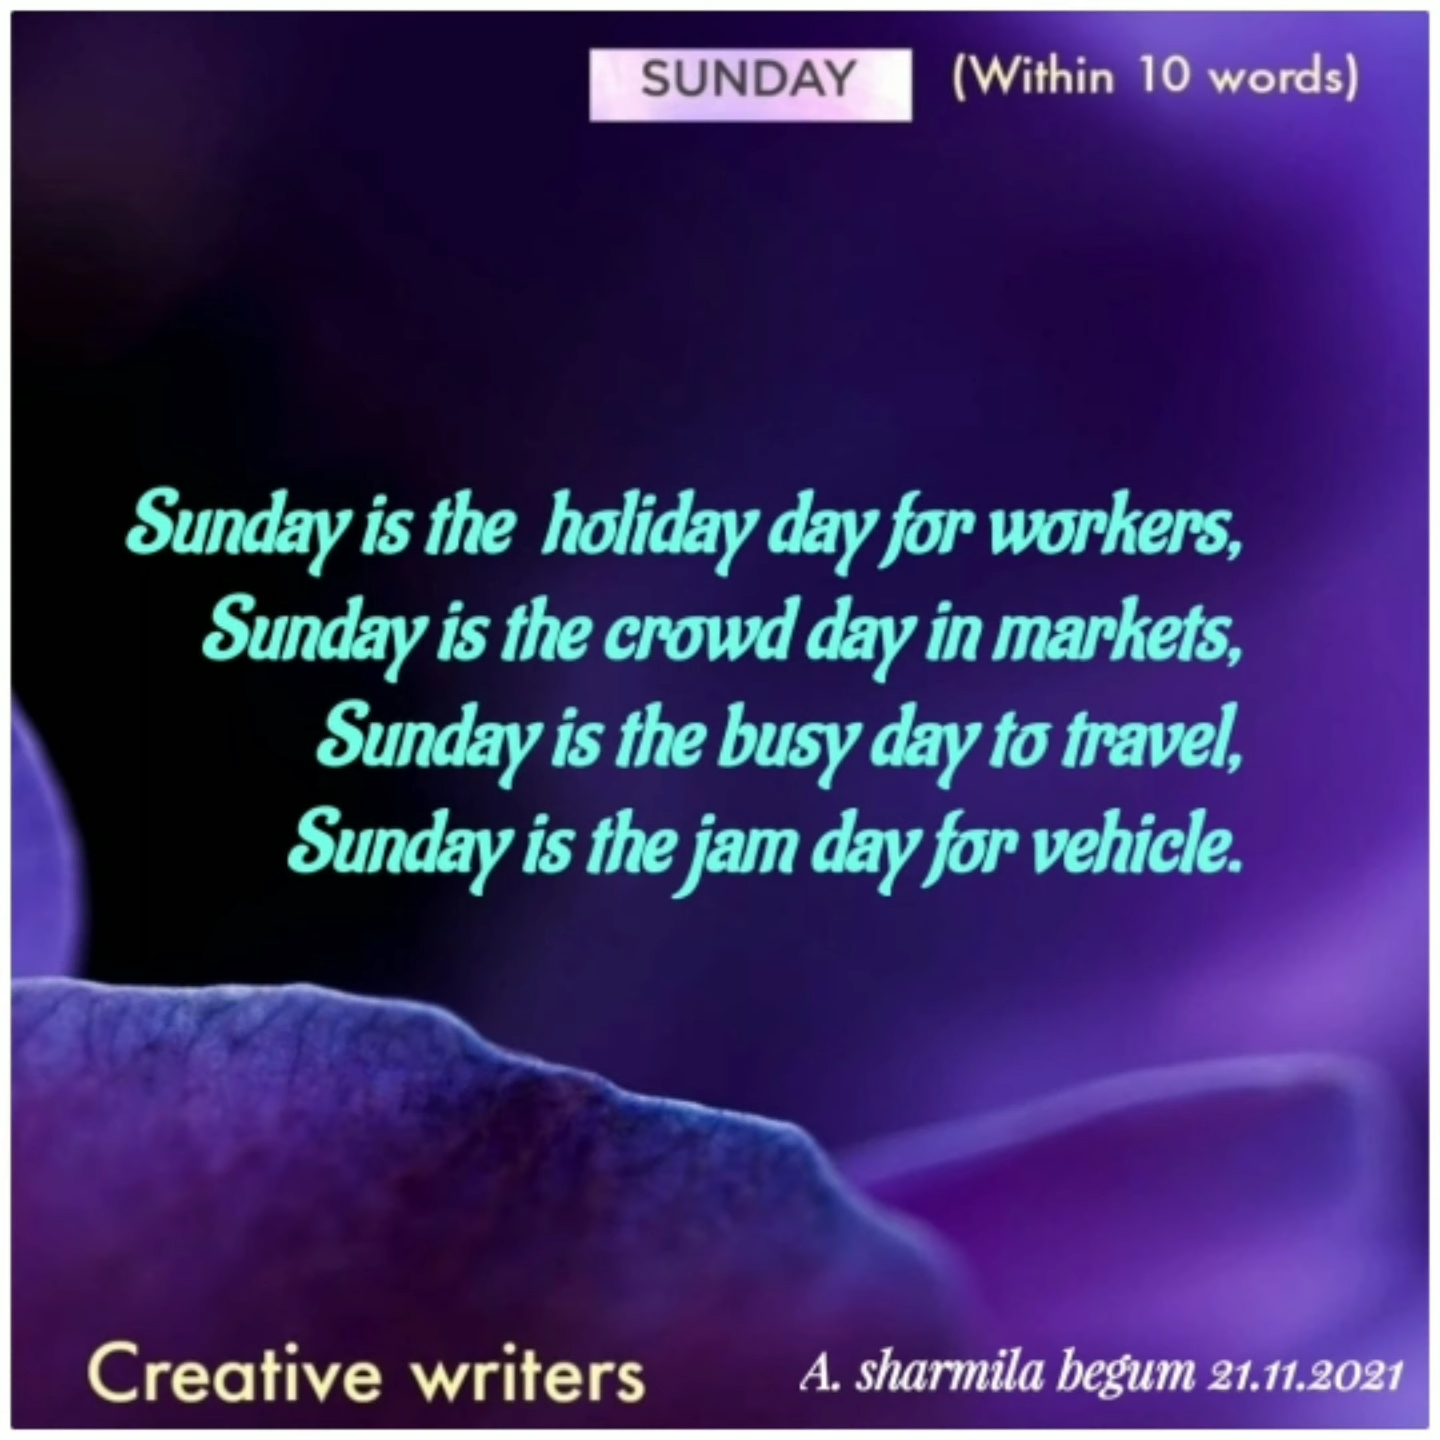 SUNDAY (Within 10 words)
Sunday is the holiday day for workers,
Sunday is the crowd day in markets,
Sunday is the busy day to travel,
Sunday is the jam day for vehicle.
Creative writers
A. sharmila begum 21.11.2021